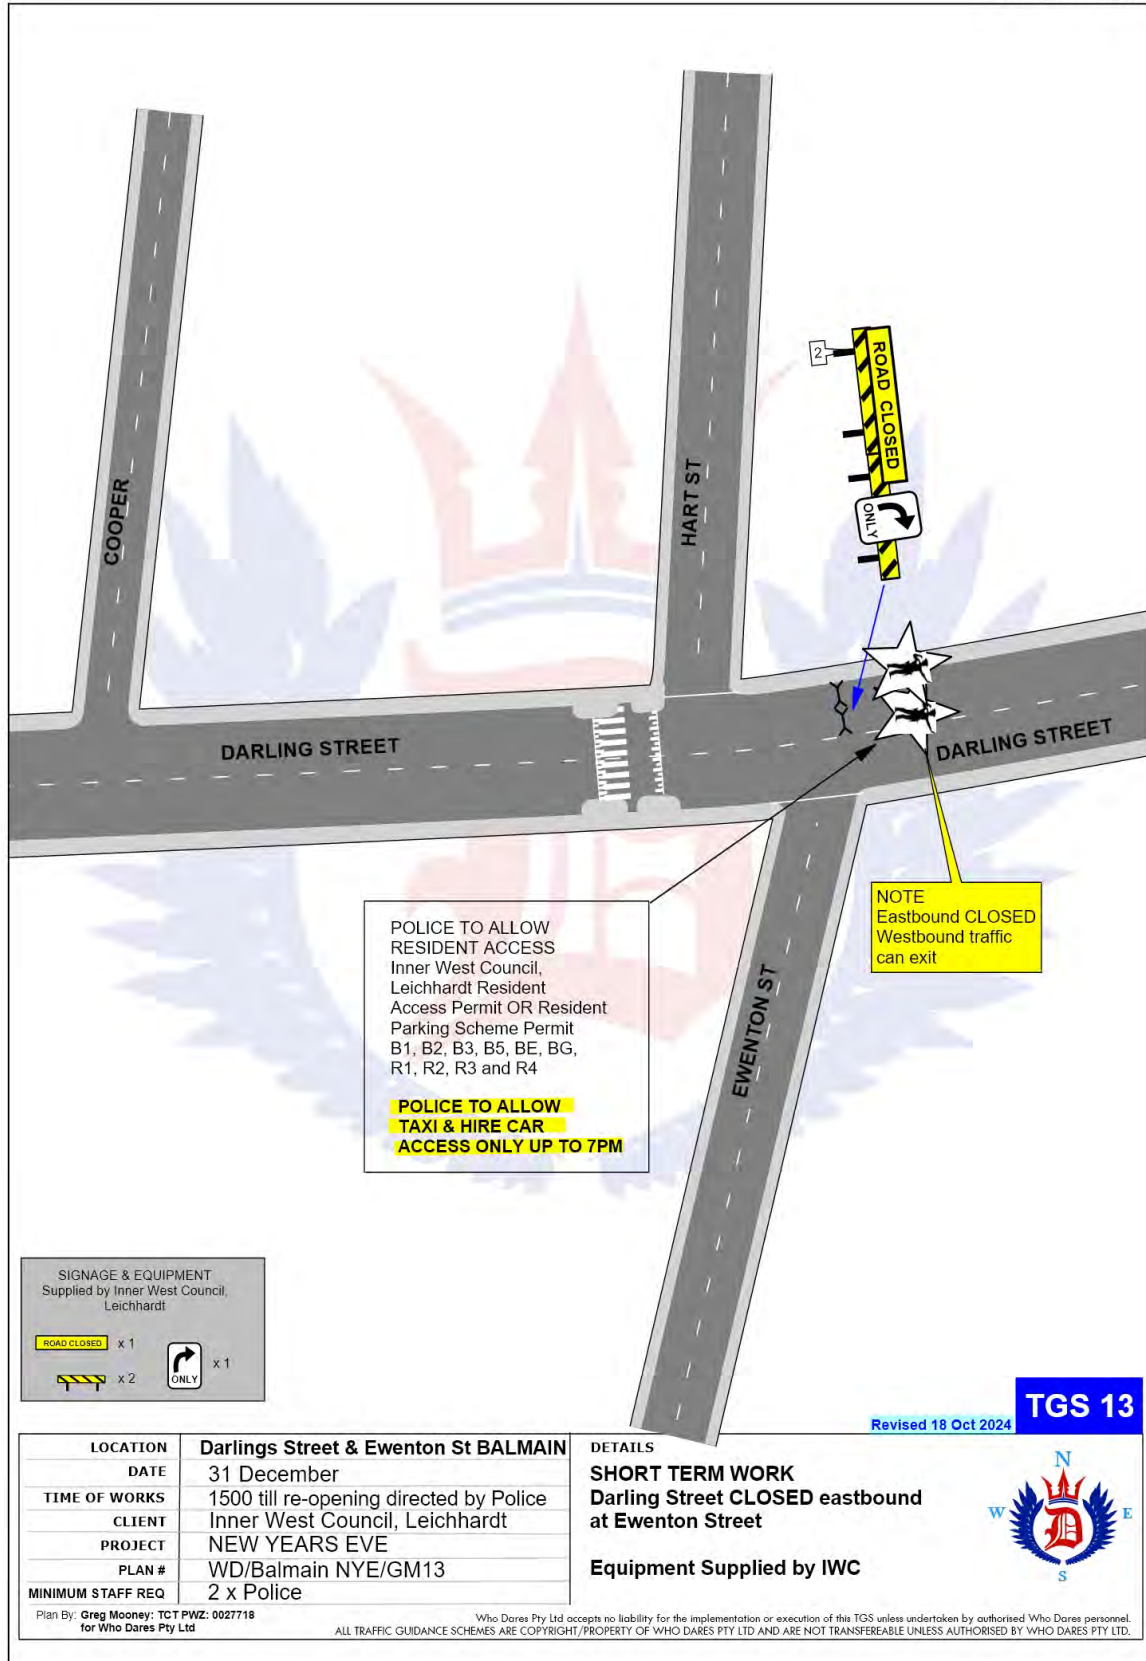 2
ROAD CLOSED
ONLY
COOPER
HART ST
DARLING STREET
DARLING STREET
EWENTON ST
NOTE
Eastbound CLOSED
Westbound traffic
can exit
POLICE TO ALLOW
RESIDENT ACCESS
Inner West Council,
Leichhardt Resident
Access Permit OR Resident
Parking Scheme Permit
B1, B2, B3, B5, BE, BG,
R1, R2, R3 and R4
POLICE TO ALLOW
TAXI & HIRE CAR
ACCESS ONLY UP TO 7PM
SIGNAGE & EQUIPMENT
Supplied by Inner West Council,
Leichhardt
ROAD CLOSED x 1
x 2
ONLY
x 1
Revised 18 Oct 2024
TGS 13
LOCATION Darlings Street & Ewenton St BALMAIN
DATE 31 December
TIME OF WORKS 1500 till re-opening directed by Police
CLIENT Inner West Council, Leichhardt
PROJECT NEW YEARS EVE
PLAN # WD/Balmain NYE/GM13
MINIMUM STAFF REQ 2 x Police
DETAILS
SHORT TERM WORK
Darling Street CLOSED eastbound
at Ewenton Street
Equipment Supplied by IWC
N
W D E
S
Plan By: Greg Mooney: TCT PWZ: 0027718
for Who Dares Pty Ltd
Who Dares Pty Ltd accepts no liability for the implementation or execution of this TGS unless undertaken by authorised Who Dares personnel.
ALL TRAFFIC GUIDANCE SCHEMES ARE COPYRIGHT/PROPERTY OF WHO DARES PTY LTD AND ARE NOT TRANSFEREABLE UNLESS AUTHORISED BY WHO DARES PTY LTD.